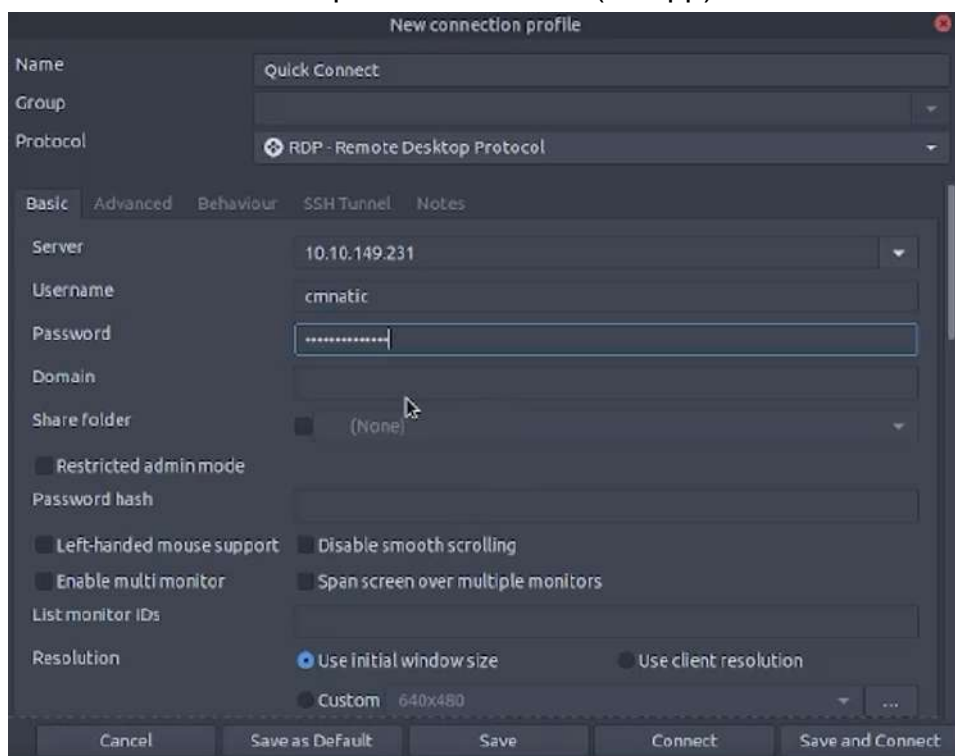 New connection profile
Name Quick Connect
Group
Protocol RDP - Remote Desktop Protocol
Basic Advanced Behaviour SSH Tunnel Notes
Server 10.10.149.231
Username cmnatic
Password ••••••••••••••
Domain
Share folder (None)
Restricted admin mode
Password hash
Left-handed mouse support Disable smooth scrolling
Enable multi monitor Span screen over multiple monitors
List monitor IDs
Resolution Use initial window size Use client resolution
Custom 640x480 ...
Cancel Save as Default Save Connect Save and Connect